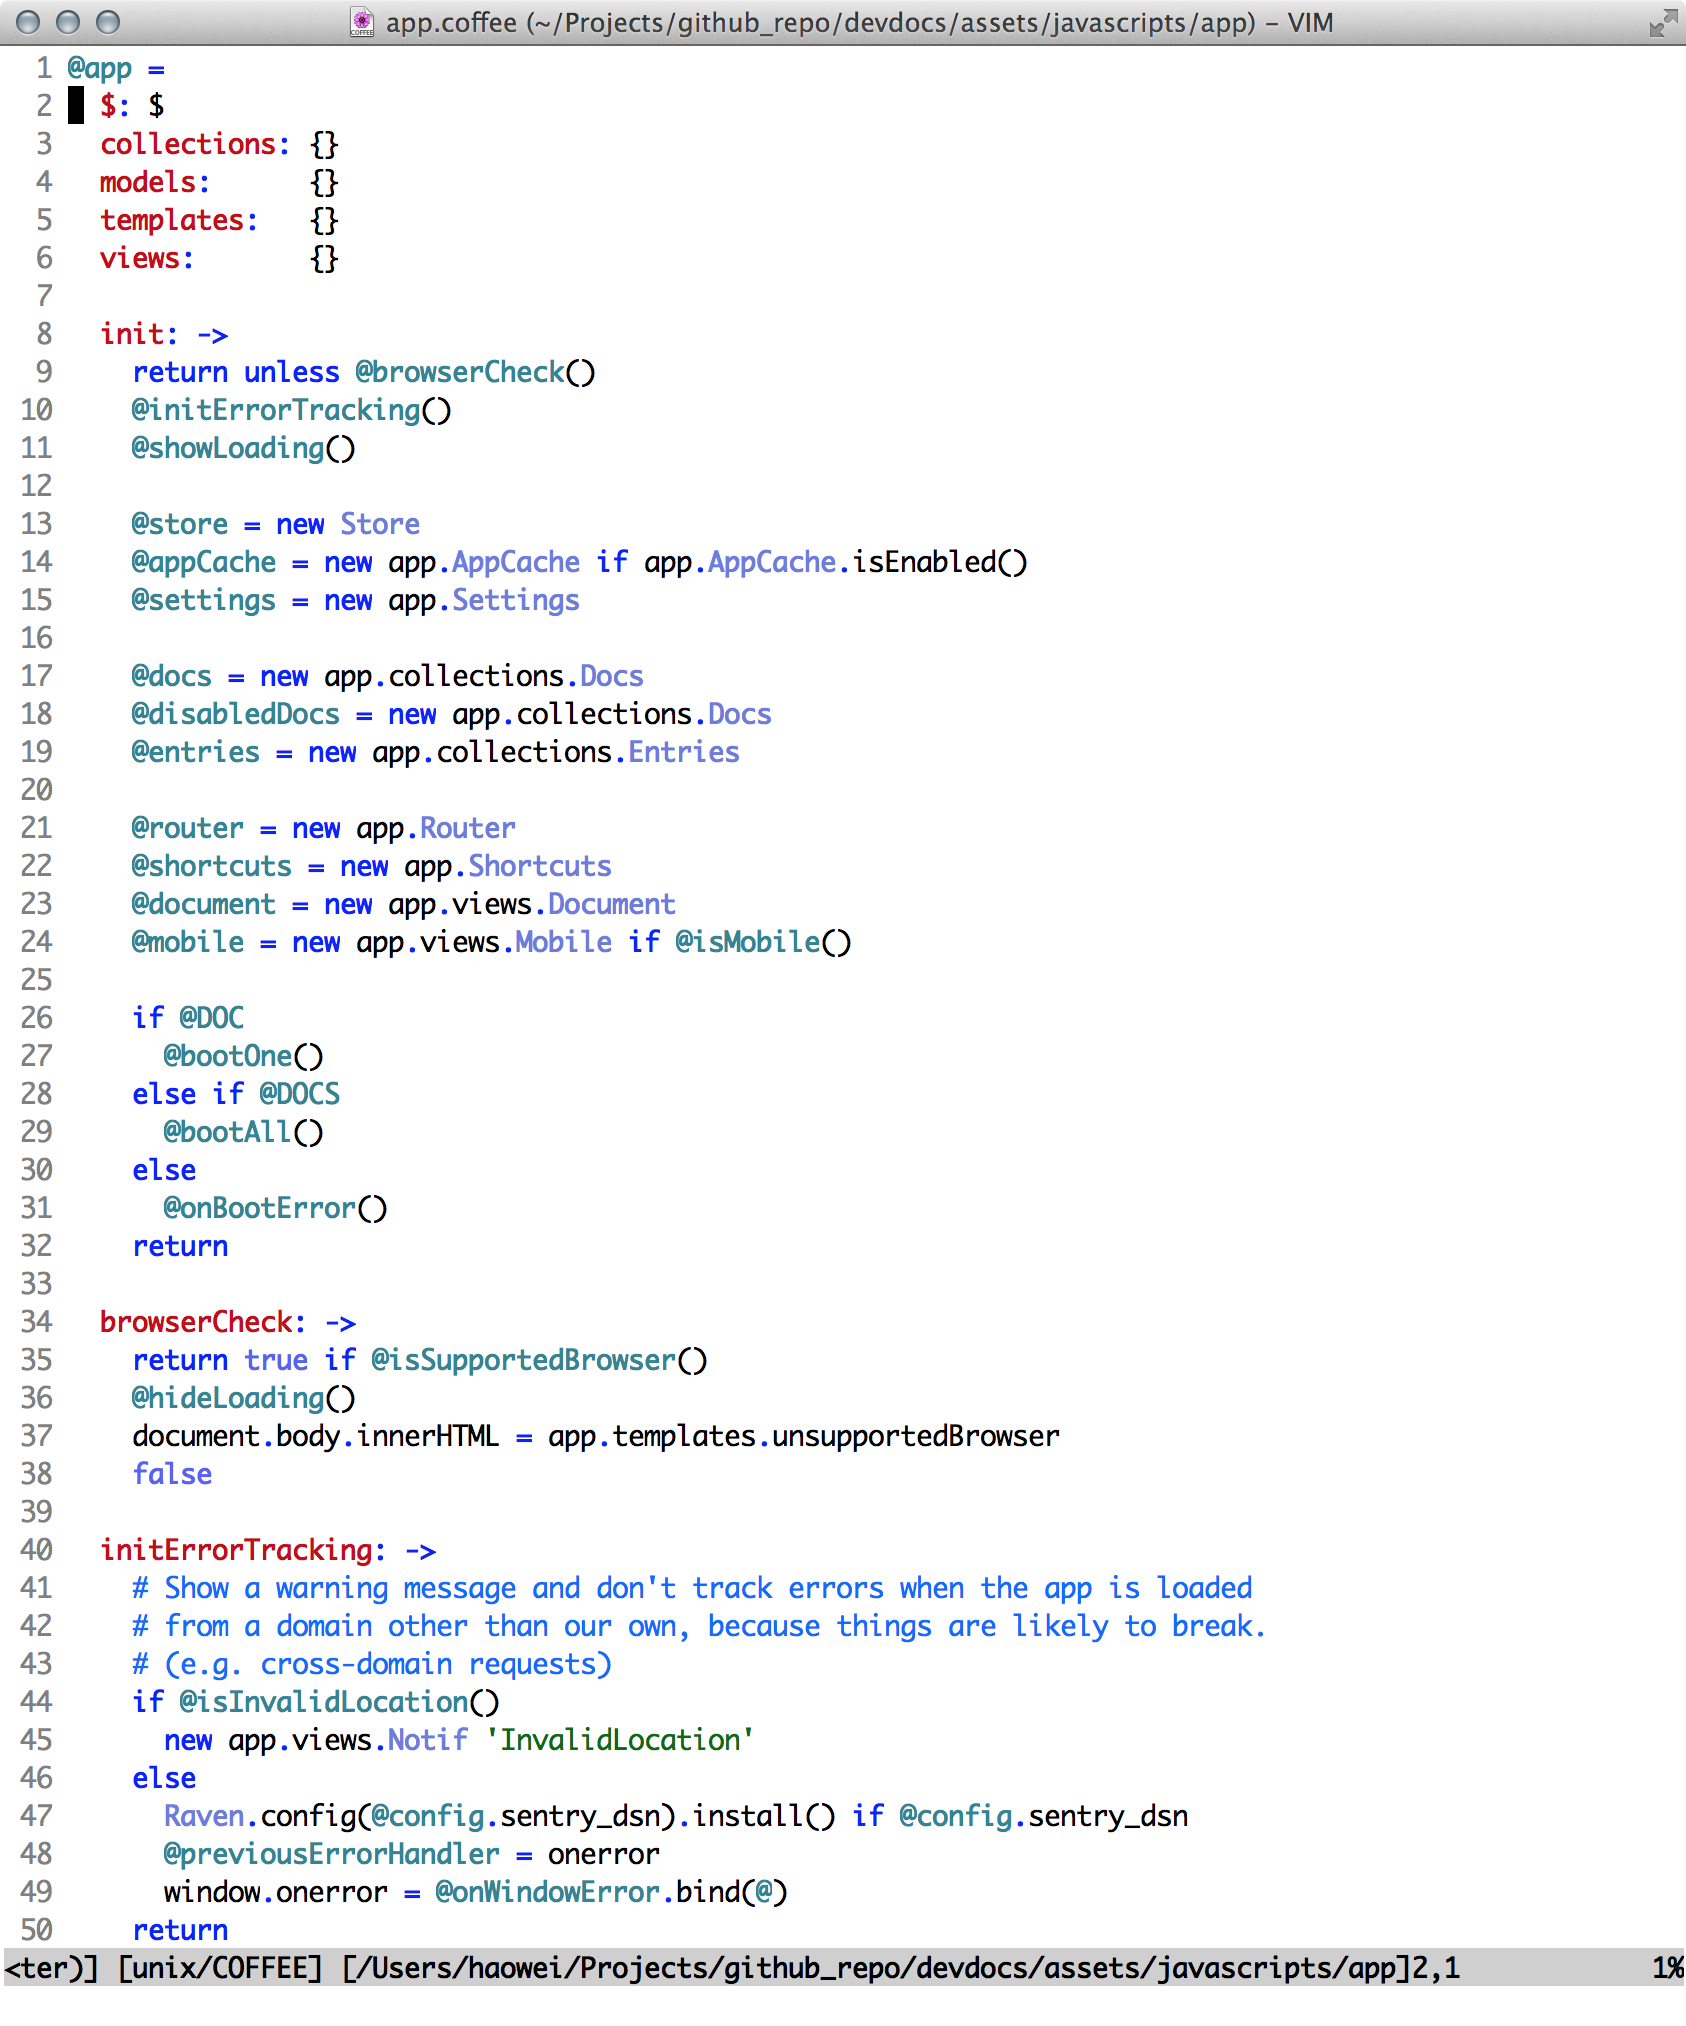 app.coffee (~/Projects/github_repo/devdocs/assets/javascripts/app) – VIM
1 @app =
2   $: $
3   collections: {}
4   models:      {}
5   templates:   {}
6   views:       {}
7
8   init: ->
9     return unless @browserCheck()
10     @initErrorTracking()
11     @showLoading()
12
13     @store = new Store
14     @appCache = new app.AppCache if app.AppCache.isEnabled()
15     @settings = new app.Settings
16
17     @docs = new app.collections.Docs
18     @disabledDocs = new app.collections.Docs
19     @entries = new app.collections.Entries
20
21     @router = new app.Router
22     @shortcuts = new app.Shortcuts
23     @document = new app.views.Document
24     @mobile = new app.views.Mobile if @isMobile()
25
26     if @DOC
27       @bootOne()
28     else if @DOCS
29       @bootAll()
30     else
31       @onBootError()
32     return
33
34   browserCheck: ->
35     return true if @isSupportedBrowser()
36     @hideLoading()
37     document.body.innerHTML = app.templates.unsupportedBrowser
38     false
39
40   initErrorTracking: ->
41     # Show a warning message and don't track errors when the app is loaded
42     # from a domain other than our own, because things are likely to break.
43     # (e.g. cross-domain requests)
44     if @isInvalidLocation()
45       new app.views.Notif 'InvalidLocation'
46     else
47       Raven.config(@config.sentry_dsn).install() if @config.sentry_dsn
48       @previousErrorHandler = onerror
49       window.onerror = @onWindowError.bind(@)
50     return
<ter)] [unix/COFFEE] [/Users/haowei/Projects/github_repo/devdocs/assets/javascripts/app]2,1 1%